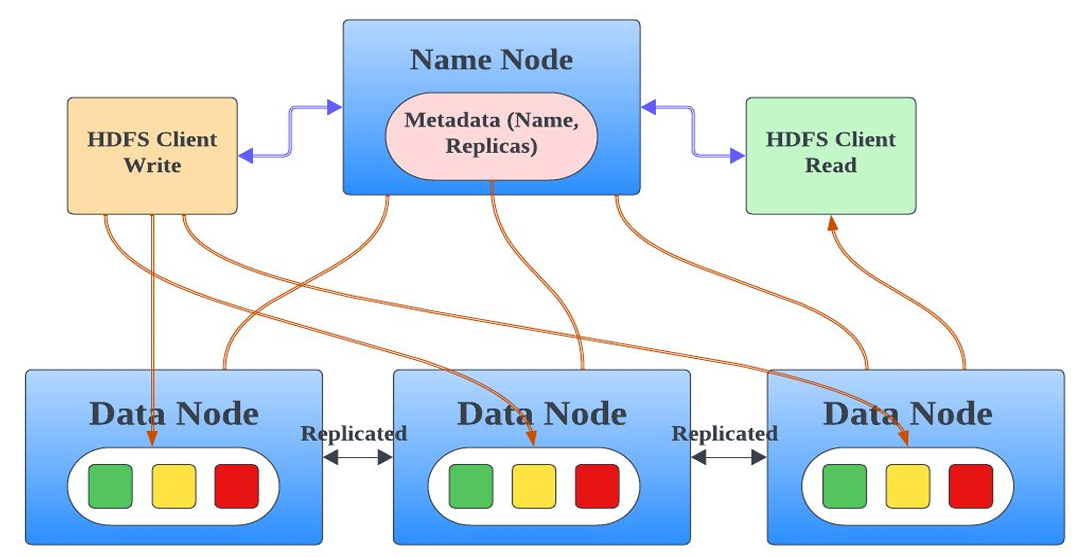 Name Node
Metadata (Name,
Replicas)
HDFS Client
Write
HDFS Client
Read
Data Node
Replicated
Data Node
Replicated
Data Node